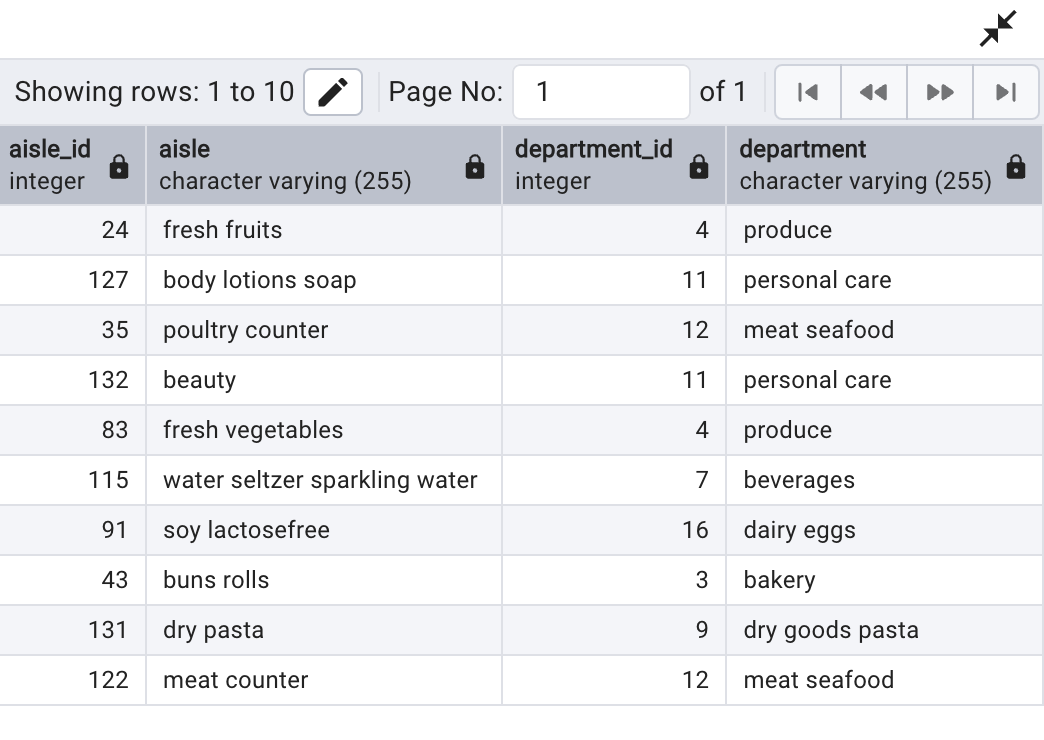 Showing rows: 1 to 10 Page No: 1 of 1
aisle_id aisle department_id department
integer character varying (255) integer character varying (255)
24 fresh fruits 4 produce
127 body lotions soap 11 personal care
35 poultry counter 12 meat seafood
132 beauty 11 personal care
83 fresh vegetables 4 produce
115 water seltzer sparkling water 7 beverages
91 soy lactosefree 16 dairy eggs
43 buns rolls 3 bakery
131 dry pasta 9 dry goods pasta
122 meat counter 12 meat seafood